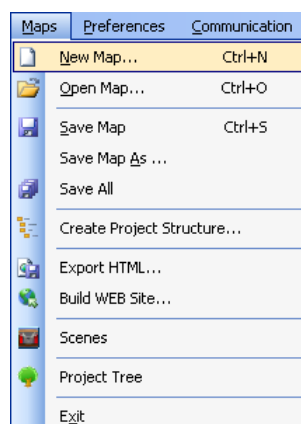 Maps Preferences Communication
New Map... Ctrl+N
Open Map... Ctrl+O
Save Map Ctrl+S
Save Map As ...
Save All
Create Project Structure...
Export HTML...
Build WEB Site...
Scenes
Project Tree
Exit